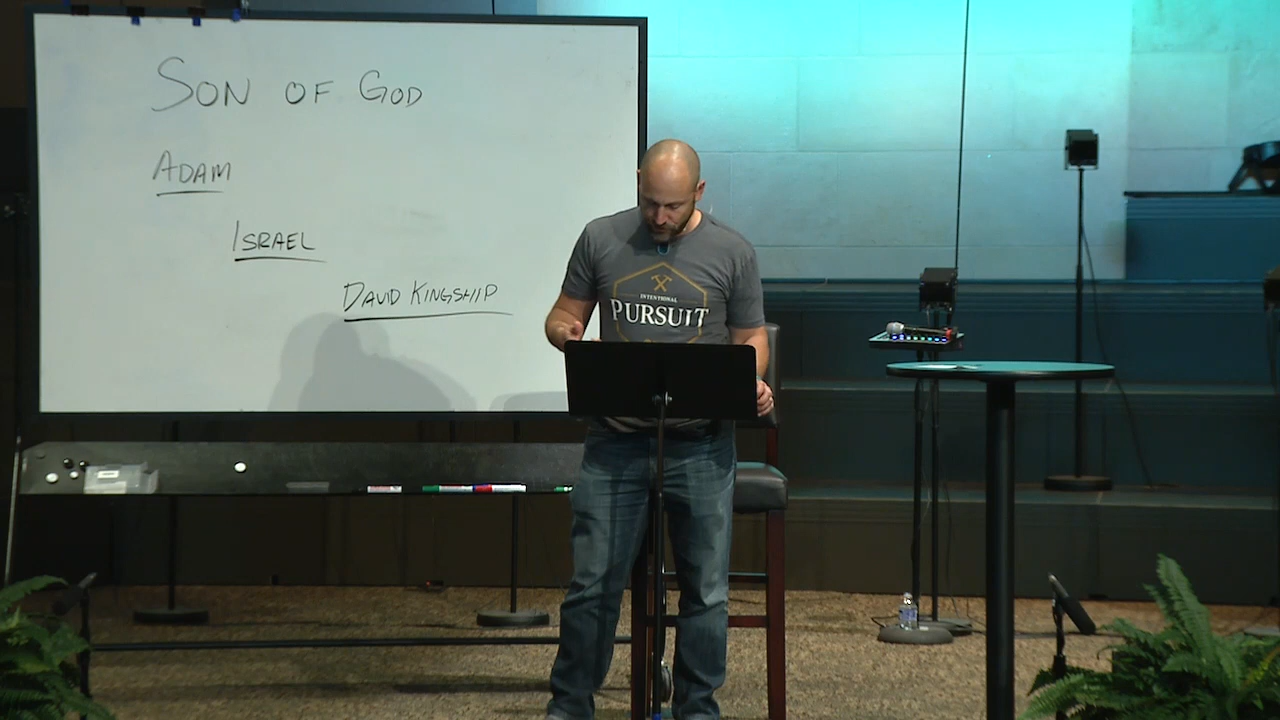 SON OF GOD
ADAM
ISRAEL
DAVID KINGSHIP
INTENTIONAL
PURSUIT